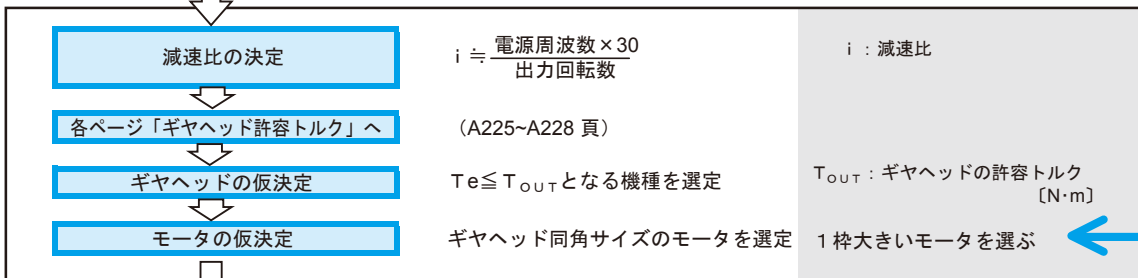 減速比の決定
i ≒ 電源周波数×30
出力回転数
i ：減速比
各ページ「ギヤヘッド許容トルク」へ
（A225~A228 頁）
ギヤヘッドの仮決定
Te≦TOUTとなる機種を選定
TOUT：ギヤヘッドの許容トルク
〔N·m〕
モータの仮決定
ギヤヘッド同角サイズのモータを選定
1枠大きいモータを選ぶ